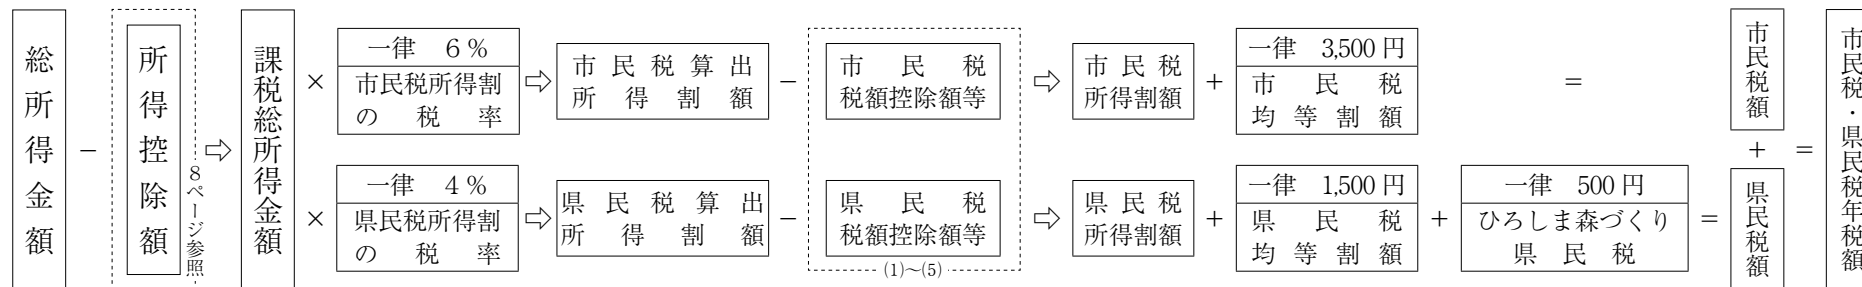 総所得金額
−
所得控除額
8ページ参照
⇨
課税総所得金額
×
一律　6％
市民税所得割
の税率
⇨
市民税算出
所得割額
−
市民税
税額控除額等
⇨
市民税
所得割額
+
一律　3,500円
市民税
均等割額
=
市民税額
×
一律　4％
県民税所得割
の税率
⇨
県民税算出
所得割額
−
県民税
税額控除額等
(1)～(5)
⇨
県民税
所得割額
+
一律　1,500円
県民税
均等割額
+
一律　500円
ひろしま森づくり
県民税
=
県民税額
+
=
市民税・県民税年税額